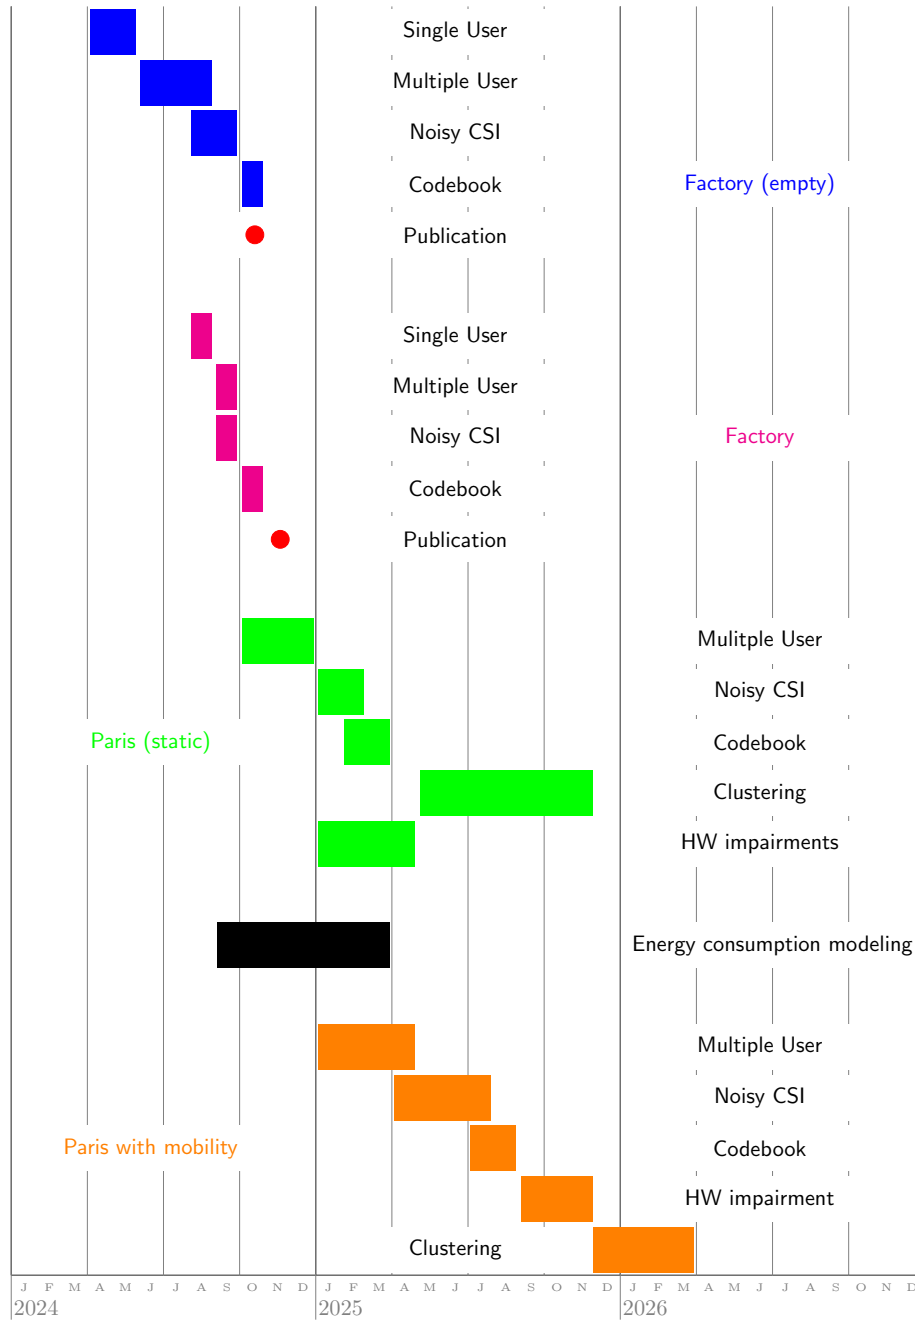 Single User
Multiple User
Noisy CSI
Codebook
Factory (empty)
Publication
Single User
Multiple User
Noisy CSI
Factory
Codebook
Publication
Mulitple User
Noisy CSI
Paris (static)
Codebook
Clustering
HW impairments
Energy consumption modeling
Multiple User
Noisy CSI
Paris with mobility
Codebook
HW impairment
Clustering
J F M A M J J A S O N D J F M A M J J A S O N D J F M A M J J A S O N D
2024 2025 2026